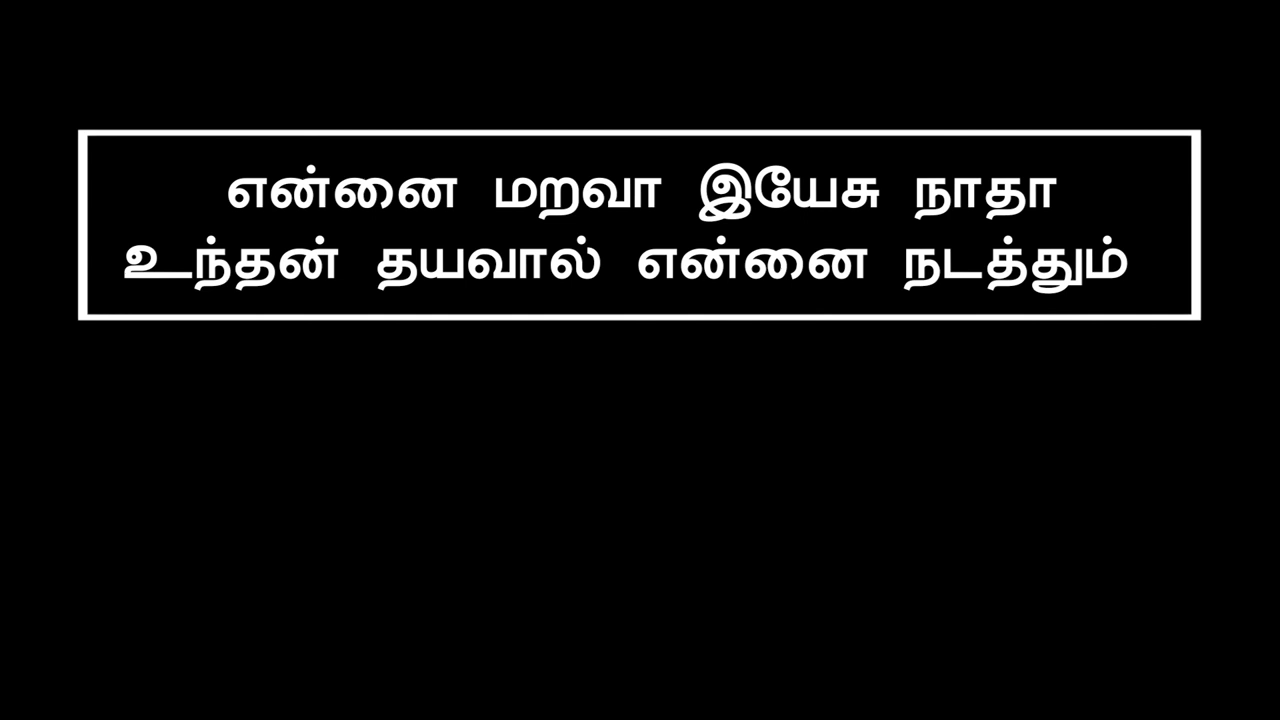 என்னை மறவா இயேசு நாதா
உந்தன் தயவால் என்னை நடத்தும்